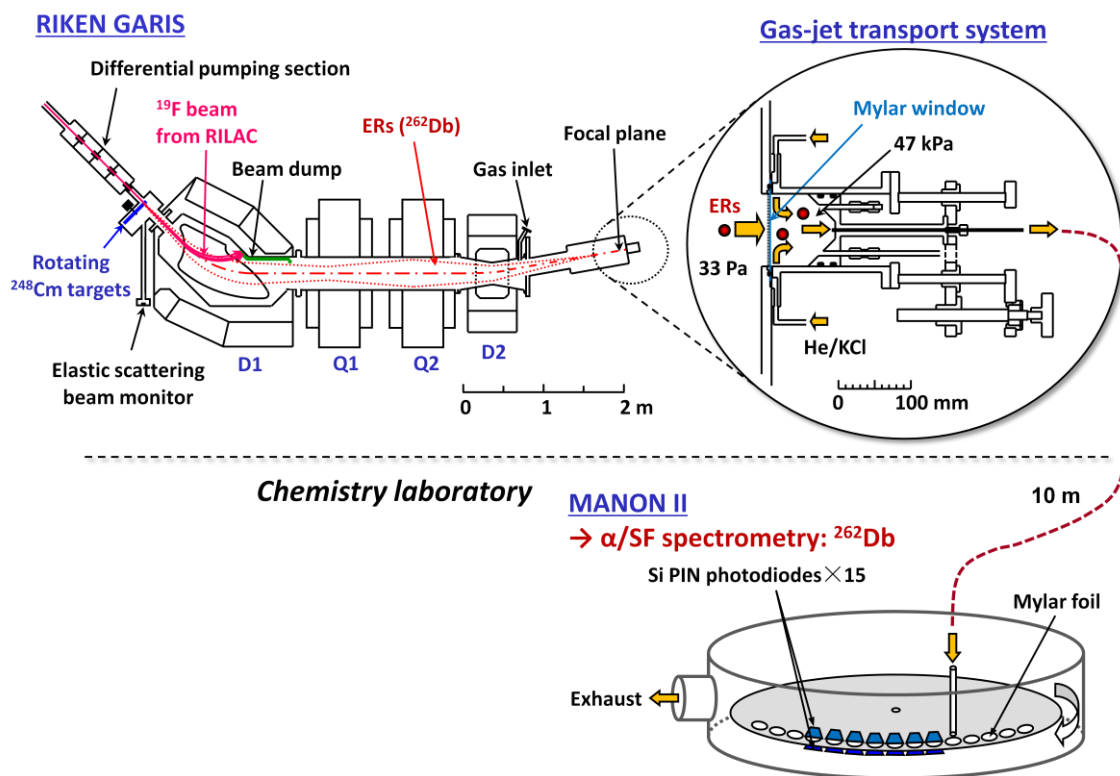 RIKEN GARIS
Gas-jet transport system
Differential pumping section
¹⁹F beam
from RILAC
ERs (²⁶²Db)
Focal plane
Beam dump
Gas inlet
Mylar window
47 kPa
ERs
33 Pa
Rotating
²⁴⁸Cm targets
He/KCl
D1
Q1
Q2
D2
Elastic scattering
beam monitor
0 1 2 m
0 100 mm
Chemistry laboratory
10 m
MANON II
→ α/SF spectrometry: ²⁶²Db
Si PIN photodiodes×15
Mylar foil
Exhaust